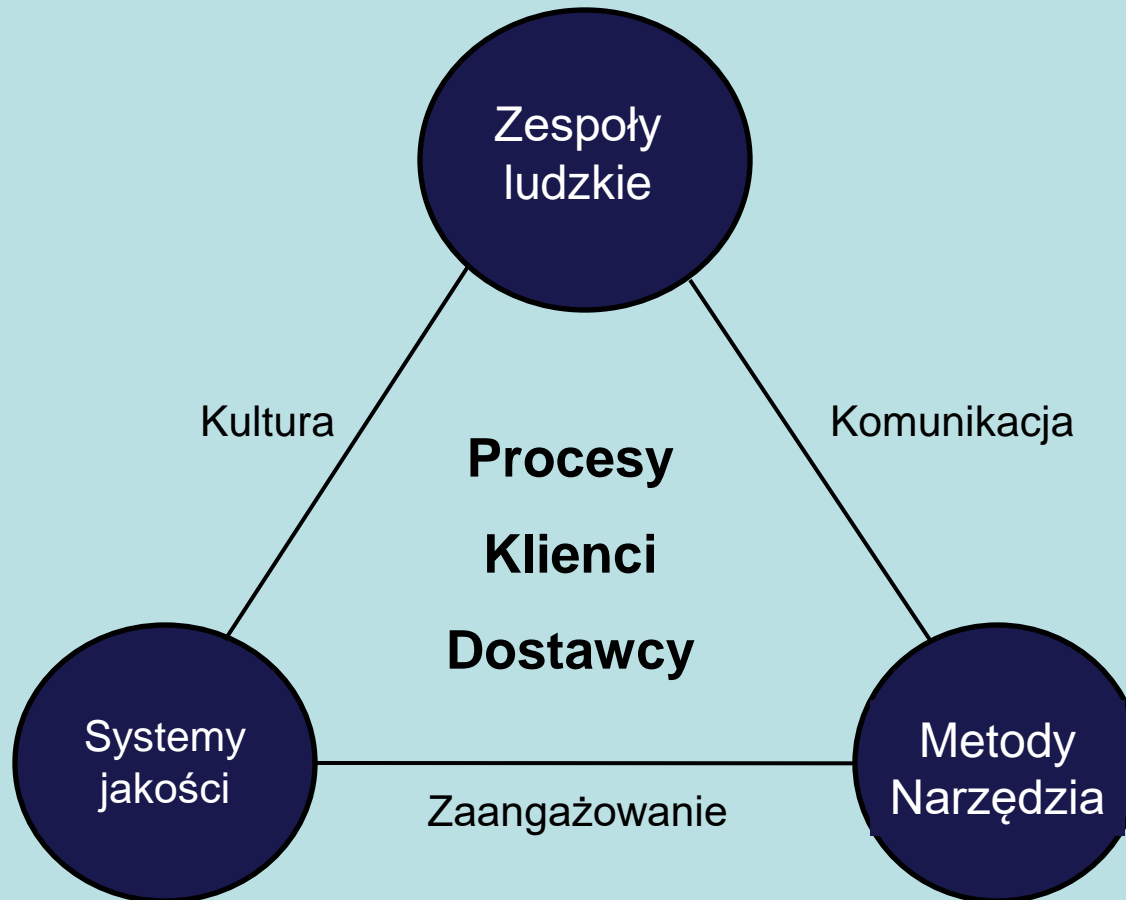 Zespoły
ludzkie
Kultura
Komunikacja
Procesy
Klienci
Dostawcy
Systemy
jakości
Metody
Narzędzia
Zaangażowanie